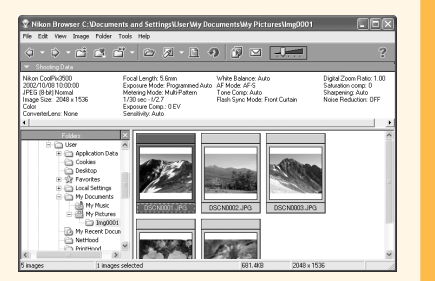 Nikon Browser C:\Documents and Settings\User\My Documents\My Pictures\Img0001
File Edit View Image Folder Tools Help
Shooting Data
Nikon CoolPix3500
2002/10/08 10:00:00
JPEG (8-bit) Normal
Image Size: 2048 x 1536
Color
ConverterLens: None
Focal Length: 5.6mm
Exposure Mode: Programmed Auto
Metering Mode: Multi-Pattern
1/30 sec - f/2.7
Exposure Comp.: 0 EV
Sensitivity: Auto
White Balance: Auto
AF Mode: AF-S
Tone Comp: Auto
Flash Sync Mode: Front Curtain
Digital Zoom Ratio: 1.00
Saturation comp: 0
Sharpening: Auto
Noise Reduction: OFF
Folders
User
Application Data
Cookies
Desktop
Favorites
Local Settings
My Documents
My Music
My Pictures
Img0001
My Recent Docum
NetHood
PrintHood
DSCN0001.JPG
DSCN0002.JPG
DSCN0003.JPG
5 images
1 images selected
681.4KB
2048 x 1536